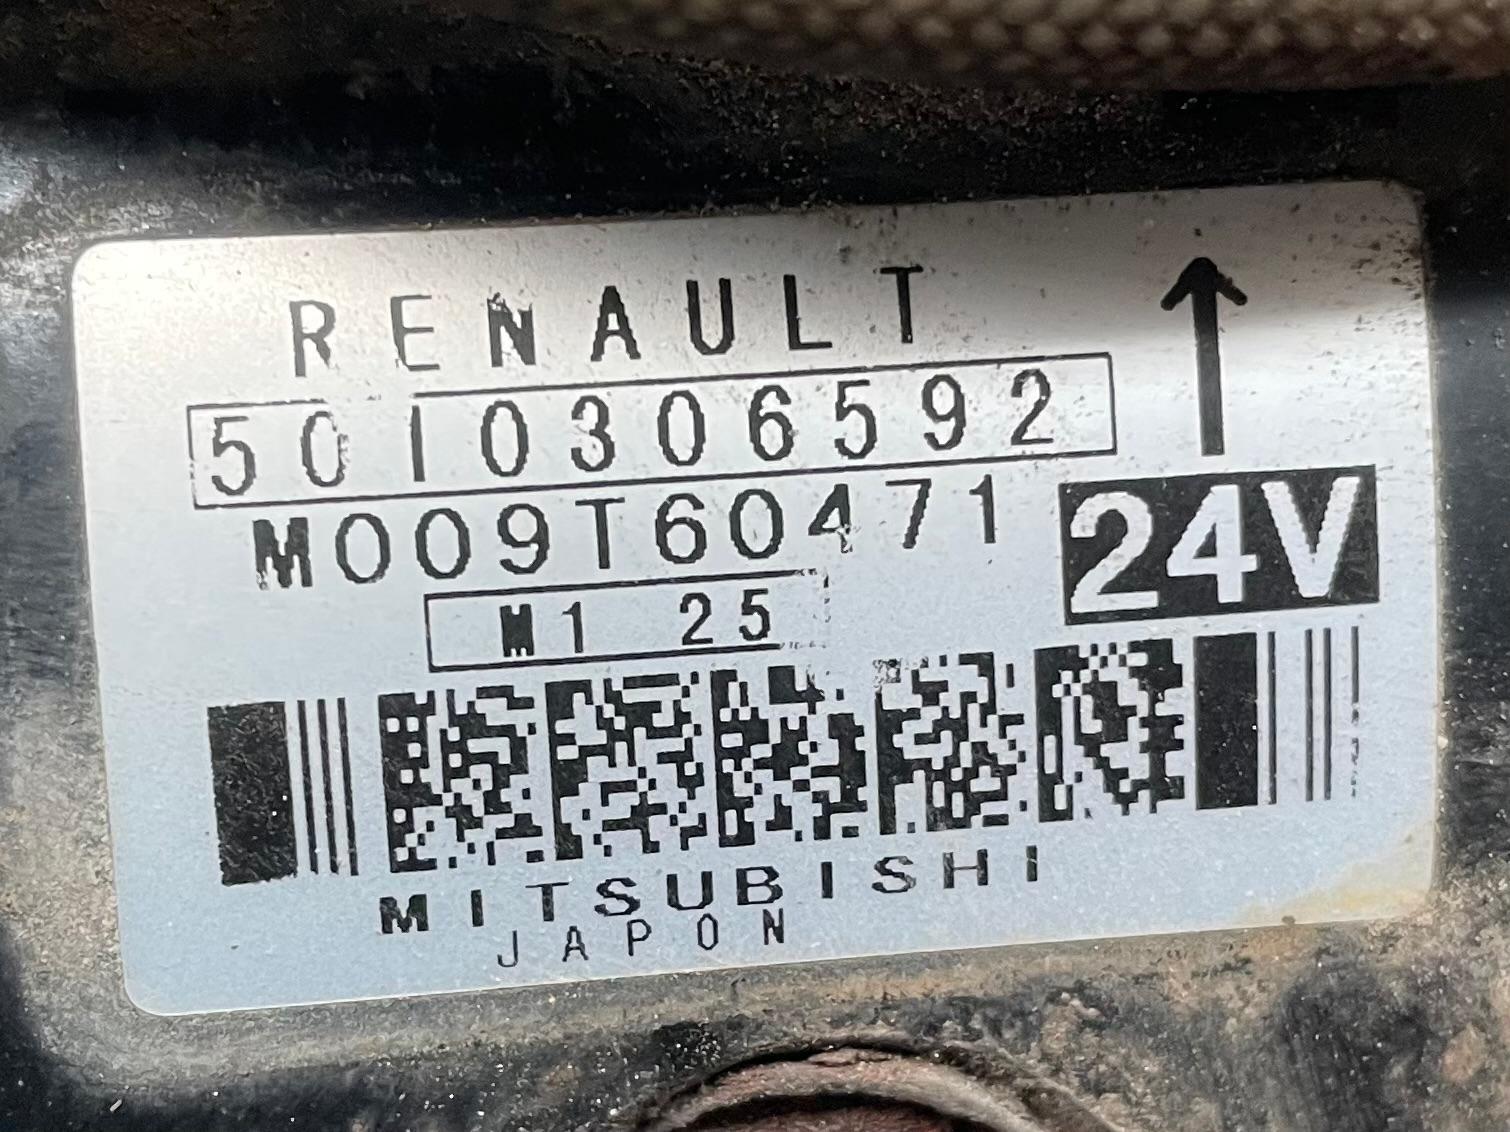 RENAULT
5010306592
M009T60471
24V
M1 25
MITSUBISHI
JAPON